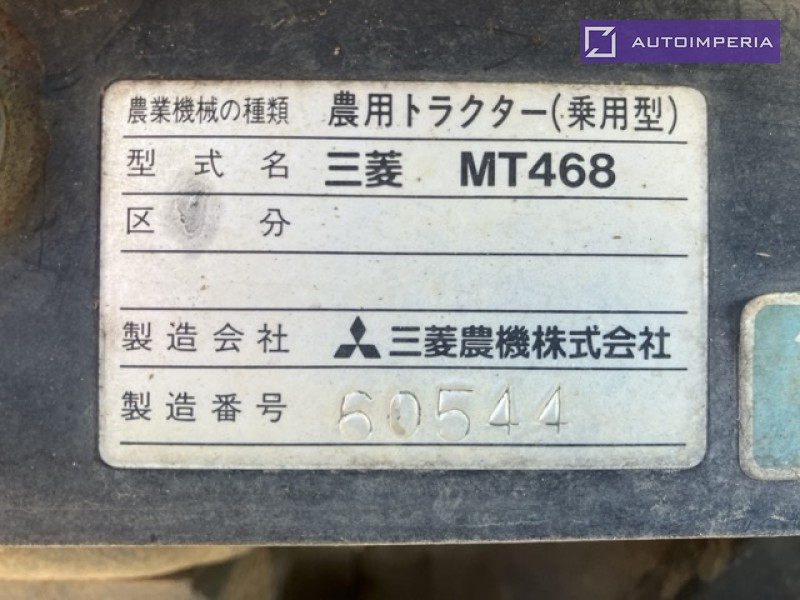 AUTOIMPERIA
農業機械の種類 農用トラクター(乗用型)
型式名 三菱 MT468
区分
製造会社 三菱農機株式会社
製造番号 60544